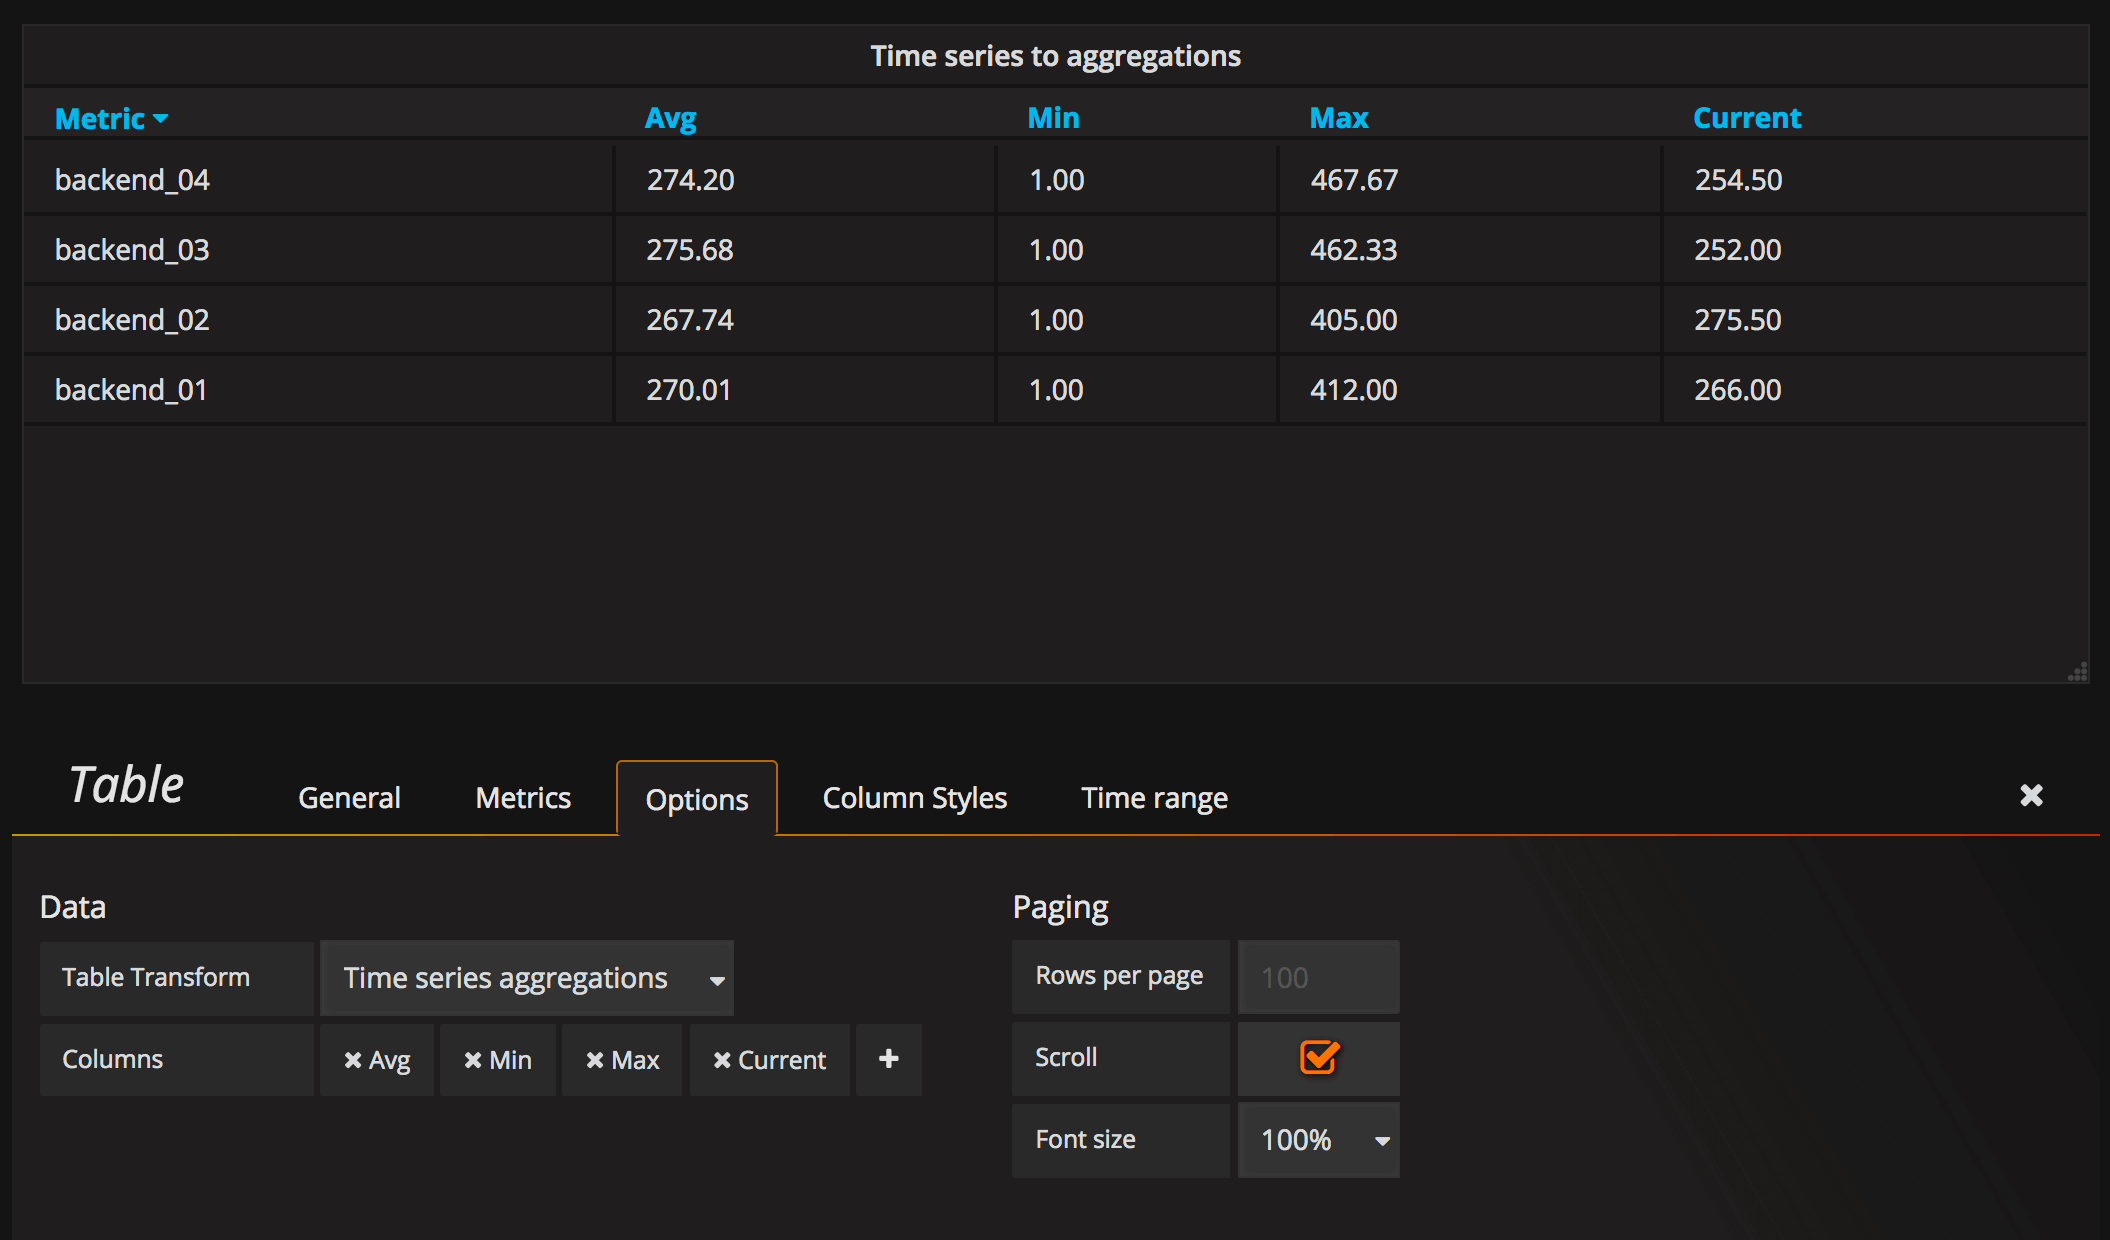 Time series to aggregations
Metric Avg Min Max Current
backend_04 274.20 1.00 467.67 254.50
backend_03 275.68 1.00 462.33 252.00
backend_02 267.74 1.00 405.00 275.50
backend_01 270.01 1.00 412.00 266.00
Table General Metrics Options Column Styles Time range
Data
Table Transform Time series aggregations
Columns Avg Min Max Current
Paging
Rows per page 100
Scroll
Font size 100%